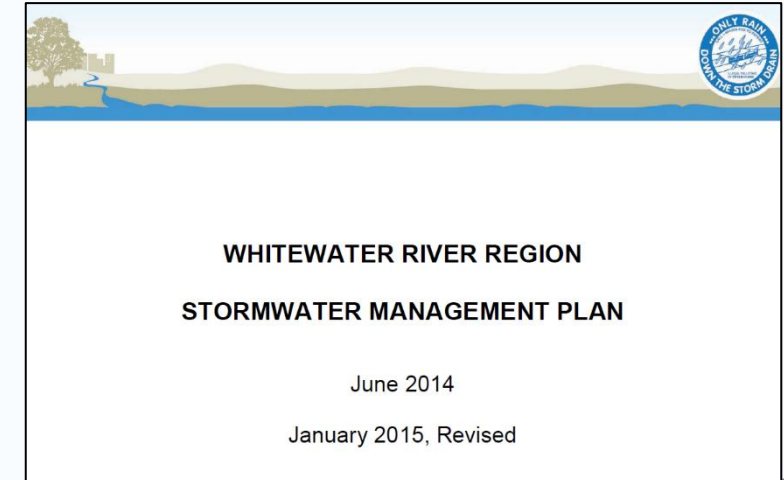 ONLY RAIN
DOWN THE STORM DRAIN
WHITEWATER RIVER REGION
STORMWATER MANAGEMENT PLAN
June 2014
January 2015, Revised